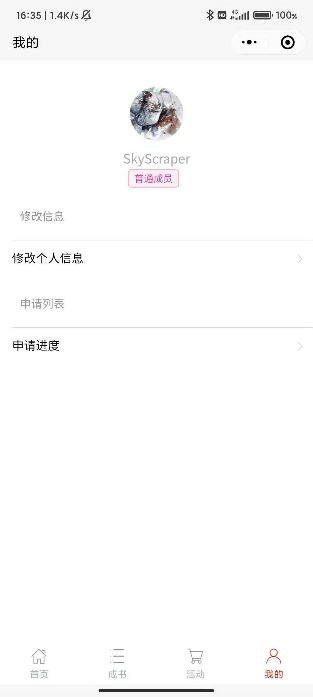 16:35 | 1.4K/s
HD 4G 100%
我的
SkyScraper
普通成员
修改信息
修改个人信息
申请列表
申请进度
首页 成书 活动 我的